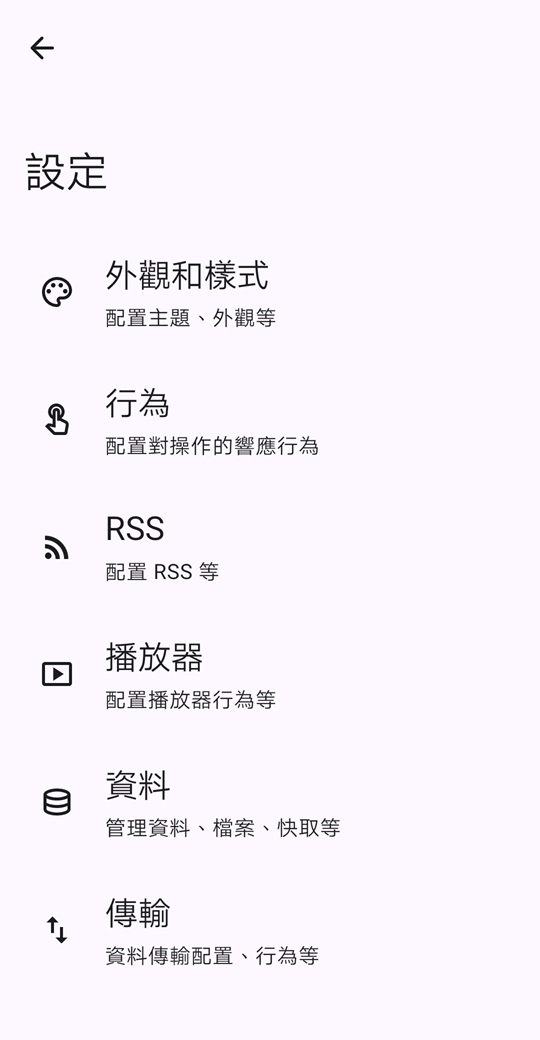 設定
外觀和樣式
配置主題、外觀等
行為
配置對操作的響應行為
RSS
配置 RSS 等
播放器
配置播放器行為等
資料
管理資料、檔案、快取等
傳輸
資料傳輸配置、行為等